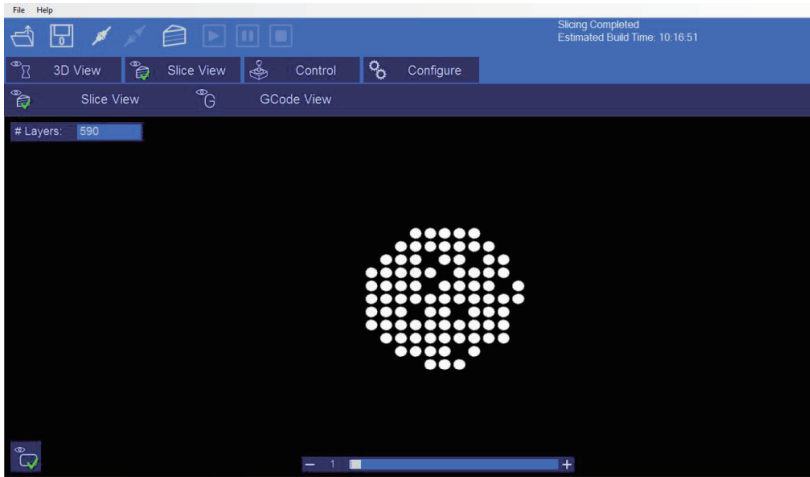 File Help
Slicing Completed
Estimated Build Time: 10:16:51
3D View Slice View Control Configure
Slice View GCode View
# Layers: 590
1